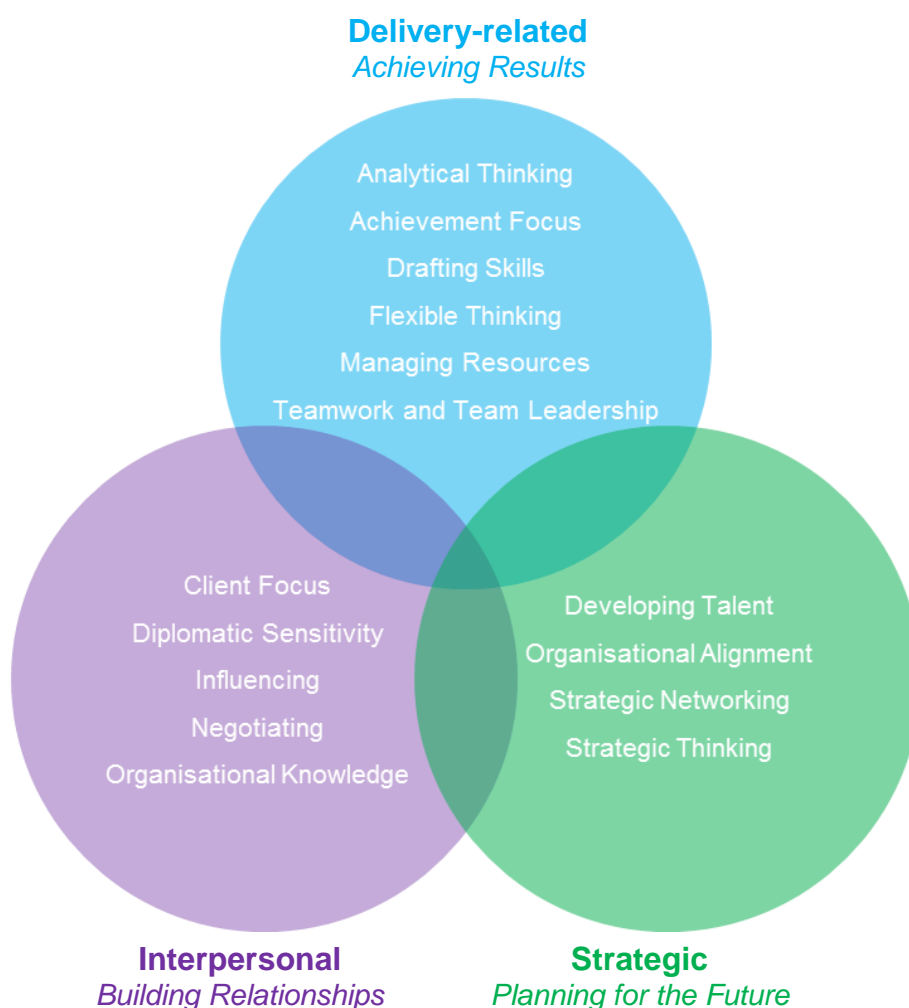 Delivery-related
Achieving Results
Analytical Thinking
Achievement Focus
Drafting Skills
Flexible Thinking
Managing Resources
Teamwork and Team Leadership
Client Focus
Diplomatic Sensitivity
Influencing
Negotiating
Organisational Knowledge
Developing Talent
Organisational Alignment
Strategic Networking
Strategic Thinking
Interpersonal
Building Relationships
Strategic
Planning for the Future